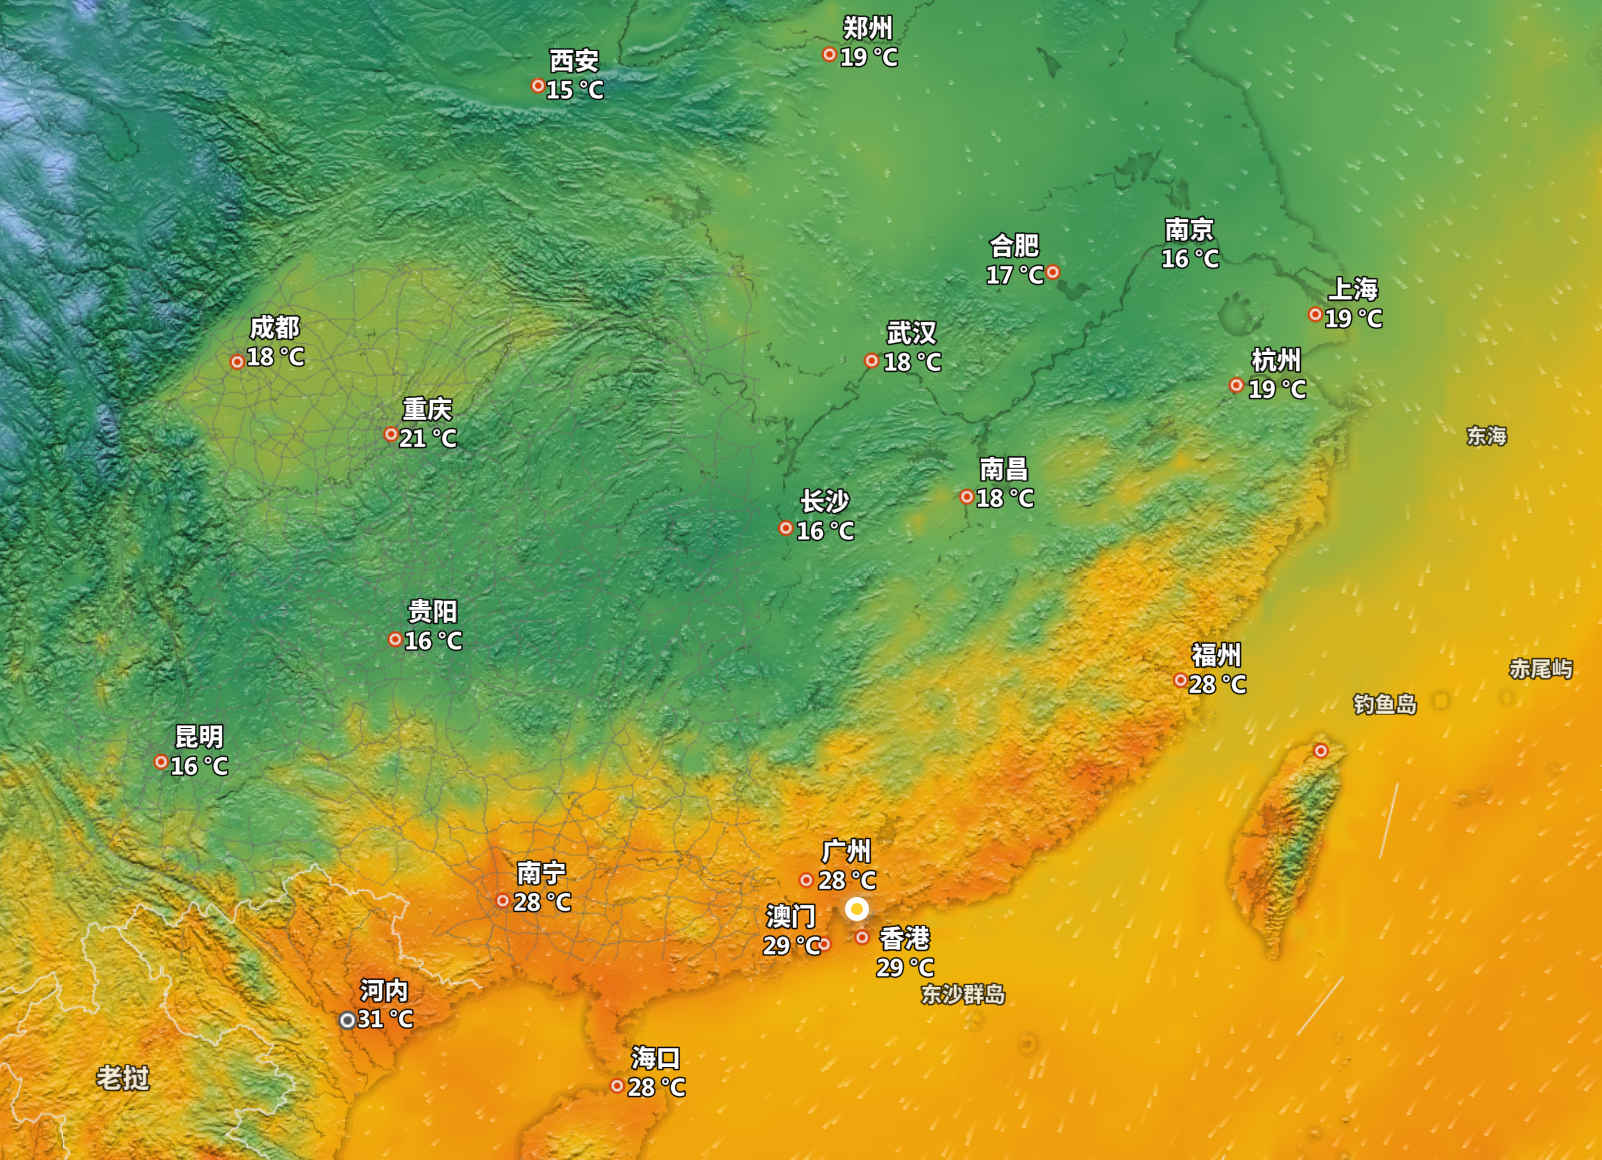 郑州
19 °C
西安
15 °C
南京
16 °C
合肥
17 °C
上海
19 °C
成都
18 °C
武汉
18 °C
杭州
19 °C
重庆
21 °C
东海
南昌
18 °C
长沙
16 °C
贵阳
16 °C
福州
28 °C
赤尾屿
钓鱼岛
昆明
16 °C
广州
28 °C
南宁
28 °C
澳门
29 °C
香港
29 °C
东沙群岛
河内
31 °C
海口
28 °C
老挝